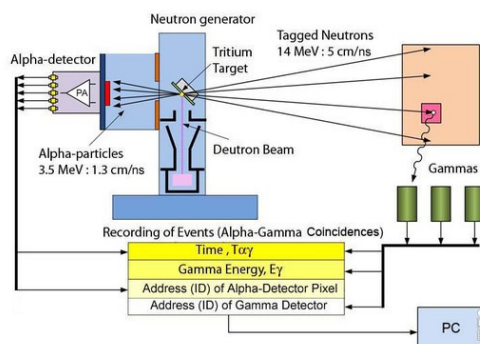 Neutron generator
Alpha-detector
Tritium
Target
Tagged Neutrons
14 MeV : 5 cm/ns
PA
Deutron Beam
Alpha-particles
3.5 MeV : 1.3 cm/ns
Gammas
Recording of Events (Alpha-Gamma Coincidences)
Time , Tαγ
Gamma Energy, Eγ
Address (ID) of Alpha-Detector Pixel
Address (ID) of Gamma Detector
PC